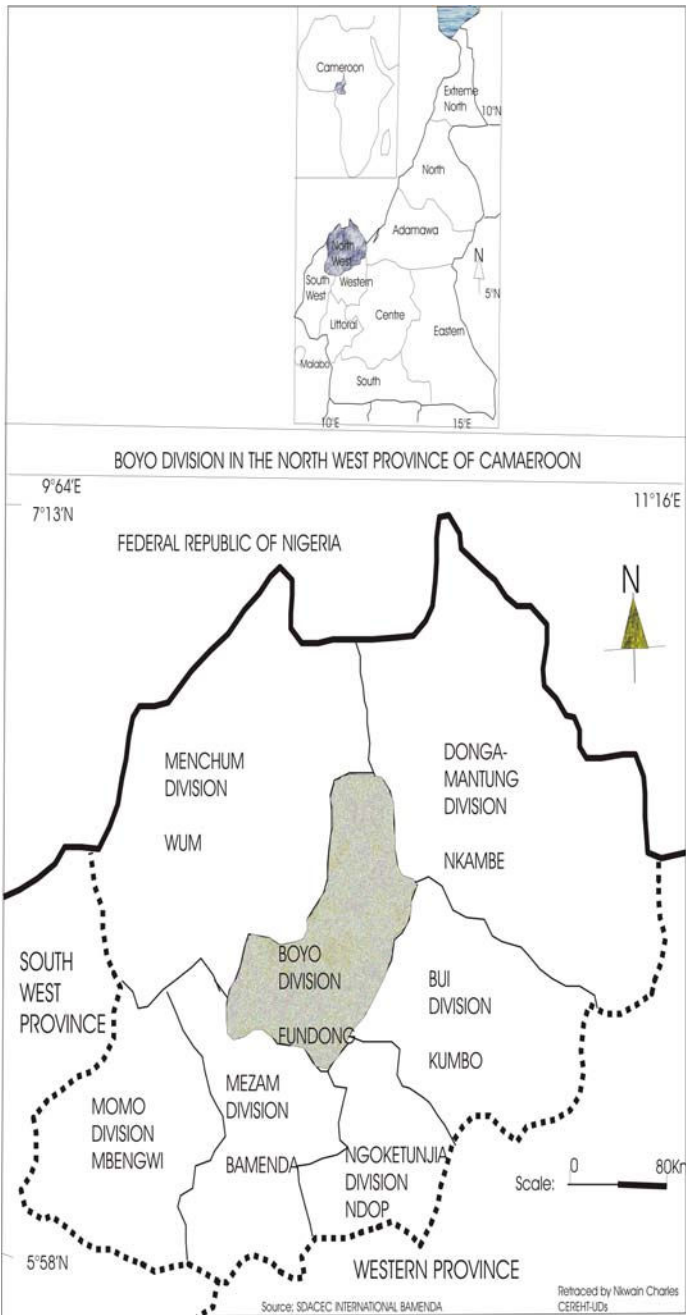 Cameroon
Extreme
North
10°N
North
Adamawa
North
West
N
5°N
South
West
Western
Centre
Littoral
Eastern
Malabo
South
10°E
15°E
BOYO DIVISION IN THE NORTH WEST PROVINCE OF CAMAEROON
9°64'E
11°16'E
7°13'N
FEDERAL REPUBLIC OF NIGERIA
N
MENCHUM
DIVISION
WUM
DONGA-
MANTUNG
DIVISION
NKAMBE
SOUTH
WEST
PROVINCE
BOYO
DIVISION
FUNDONG
BUI
DIVISION
KUMBO
MOMO
DIVISION
MBENGWI
MEZAM
DIVISION
BAMENDA
NGOKETUNJIA
DIVISION
NDOP
Scale: 0 80Km
5°58'N
WESTERN PROVINCE
Source: SDACEC INTERNATIONAL BAMENDA
Retraced by Nkwain Charles
CEREHT-UDs